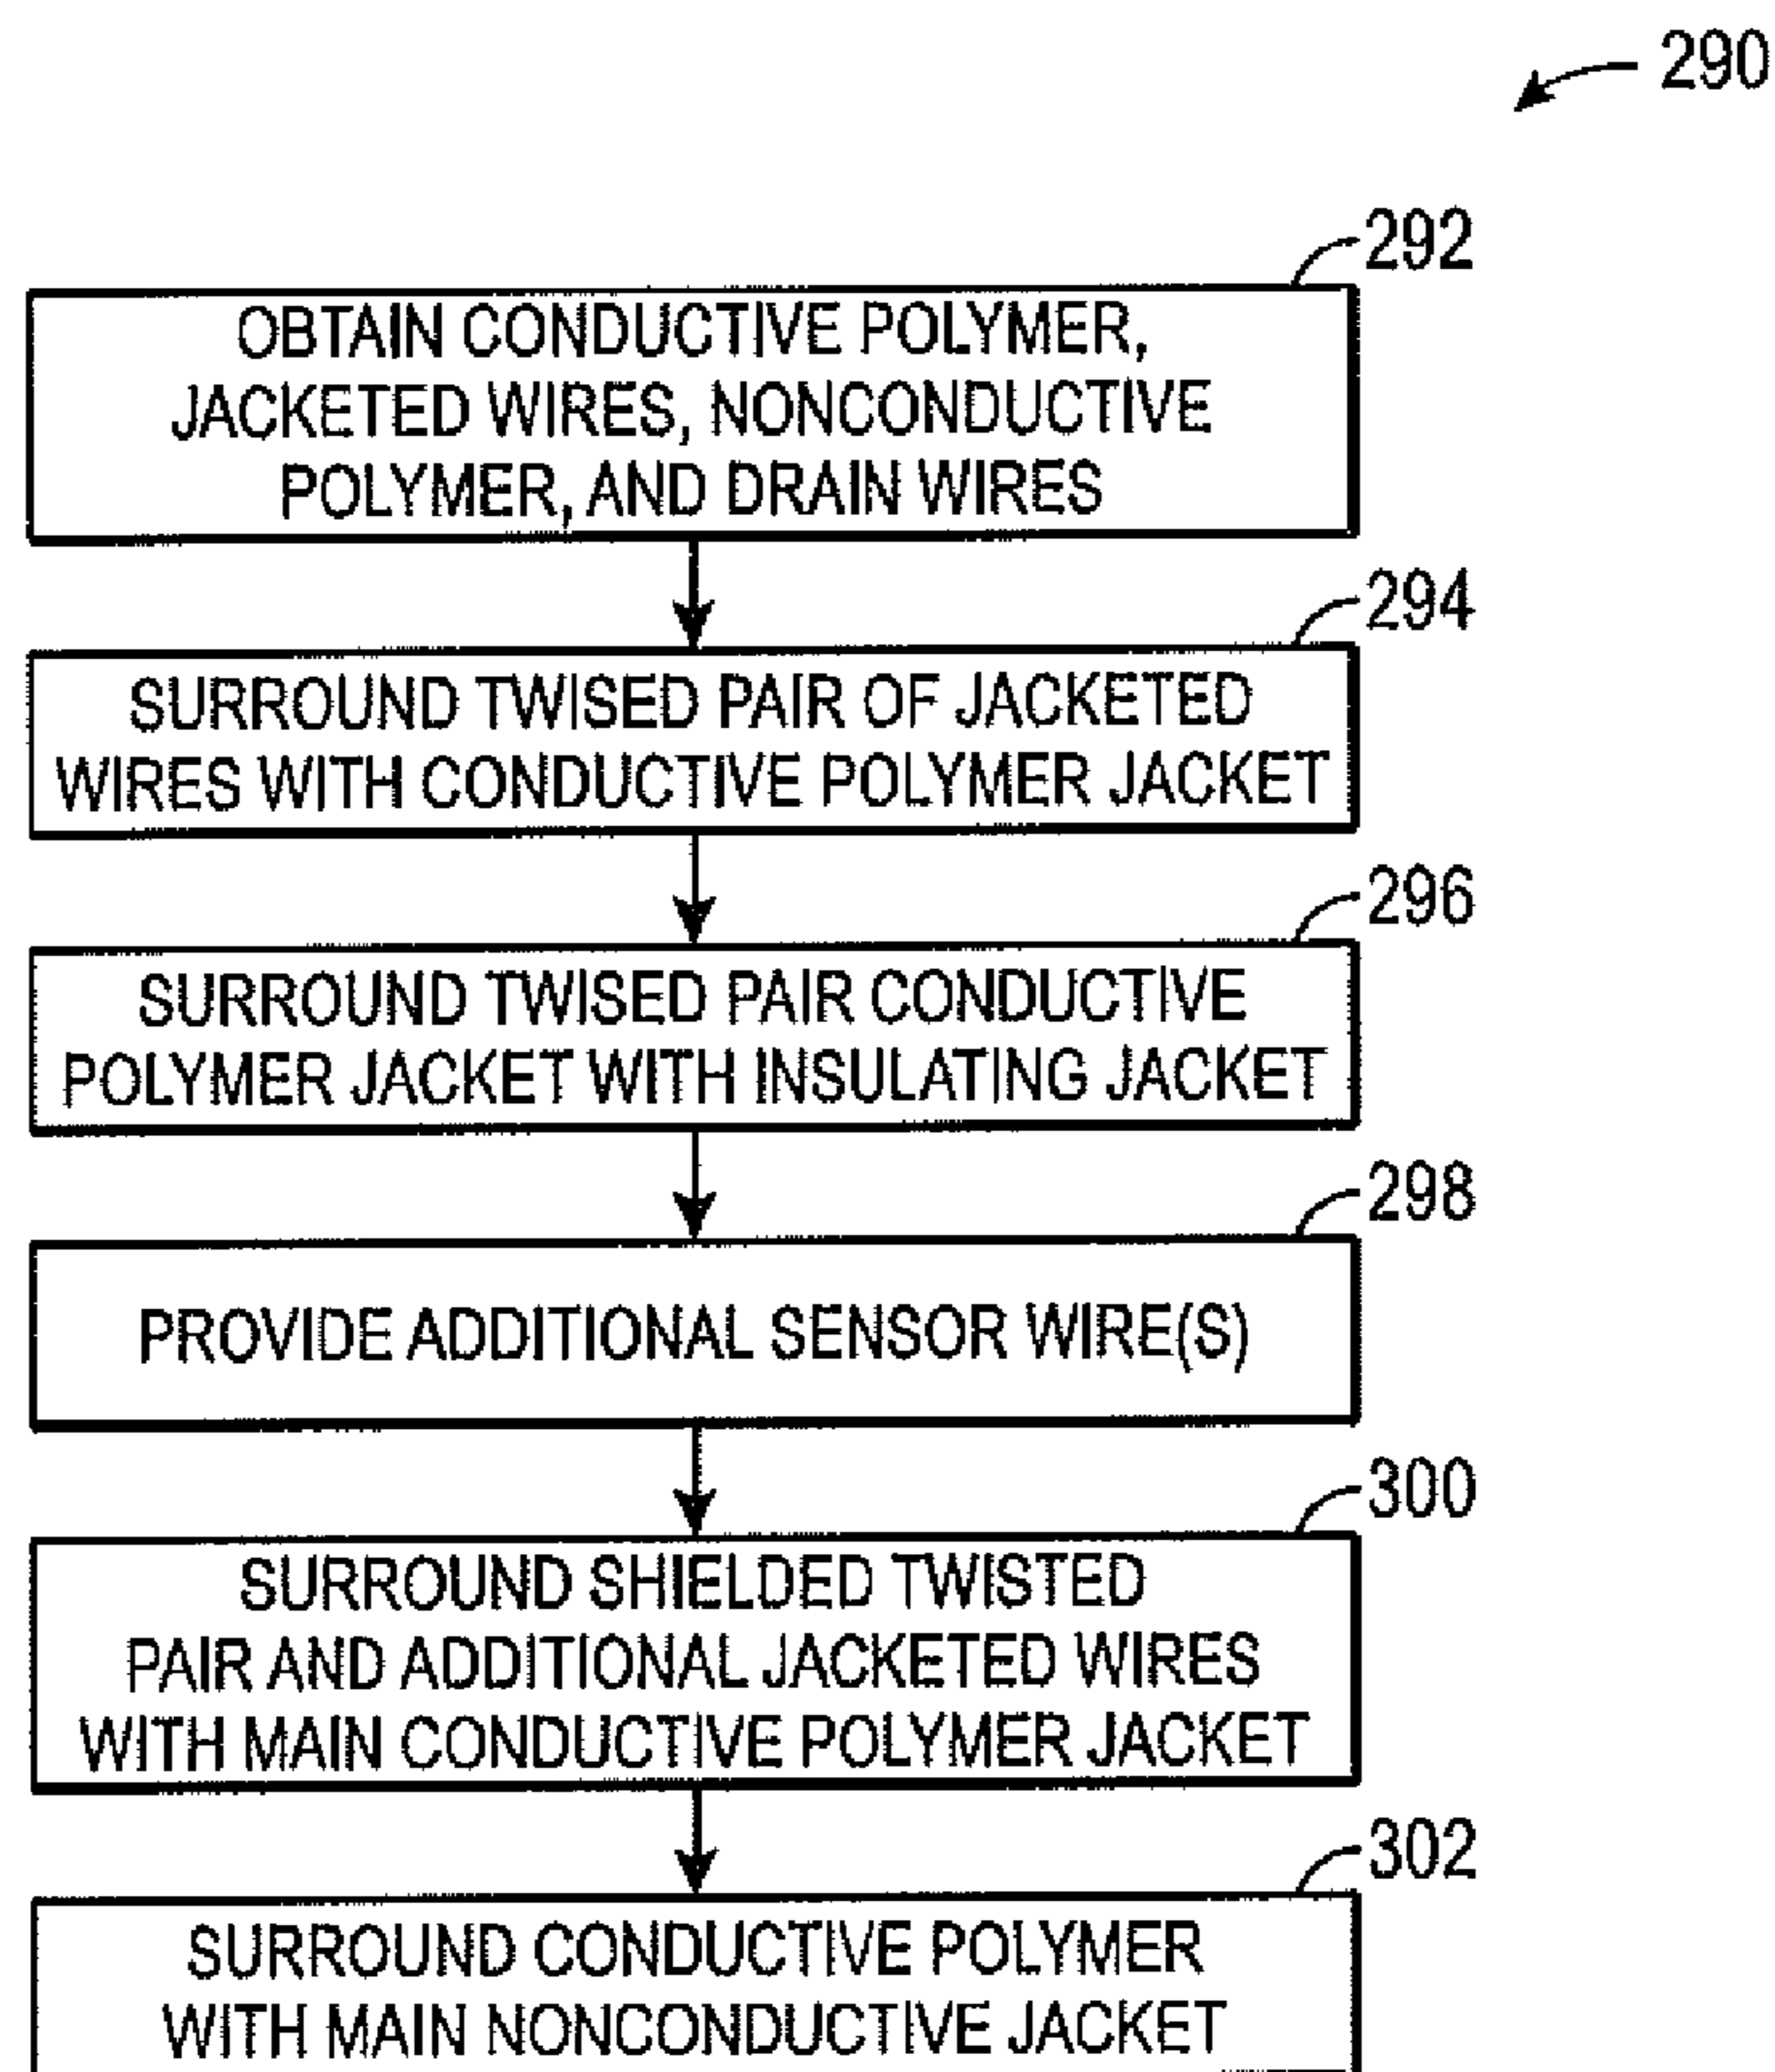 290
292
OBTAIN CONDUCTIVE POLYMER,
JACKETED WIRES, NONCONDUCTIVE
POLYMER, AND DRAIN WIRES
294
SURROUND TWISED PAIR OF JACKETED
WIRES WITH CONDUCTIVE POLYMER JACKET
296
SURROUND TWISED PAIR CONDUCTIVE
POLYMER JACKET WITH INSULATING JACKET
298
PROVIDE ADDITIONAL SENSOR WIRE(S)
300
SURROUND SHIELDED TWISTED
PAIR AND ADDITIONAL JACKETED WIRES
WITH MAIN CONDUCTIVE POLYMER JACKET
302
SURROUND CONDUCTIVE POLYMER
WITH MAIN NONCONDUCTIVE JACKET